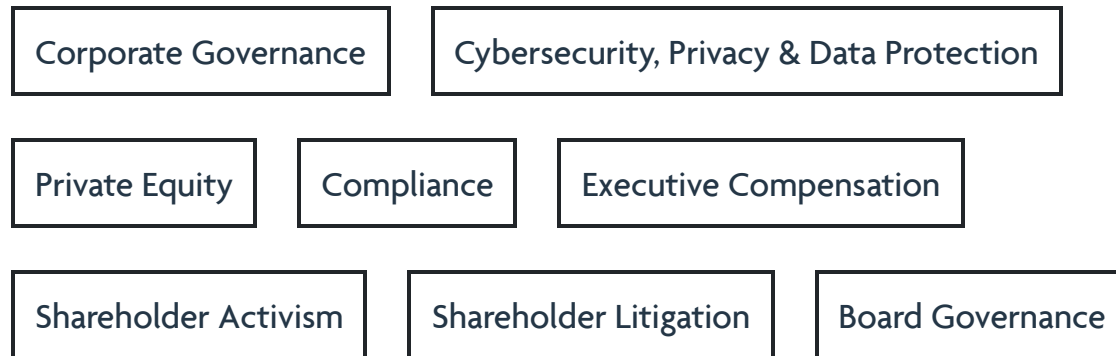 Corporate Governance Cybersecurity, Privacy & Data Protection
Private Equity Compliance Executive Compensation
Shareholder Activism Shareholder Litigation Board Governance